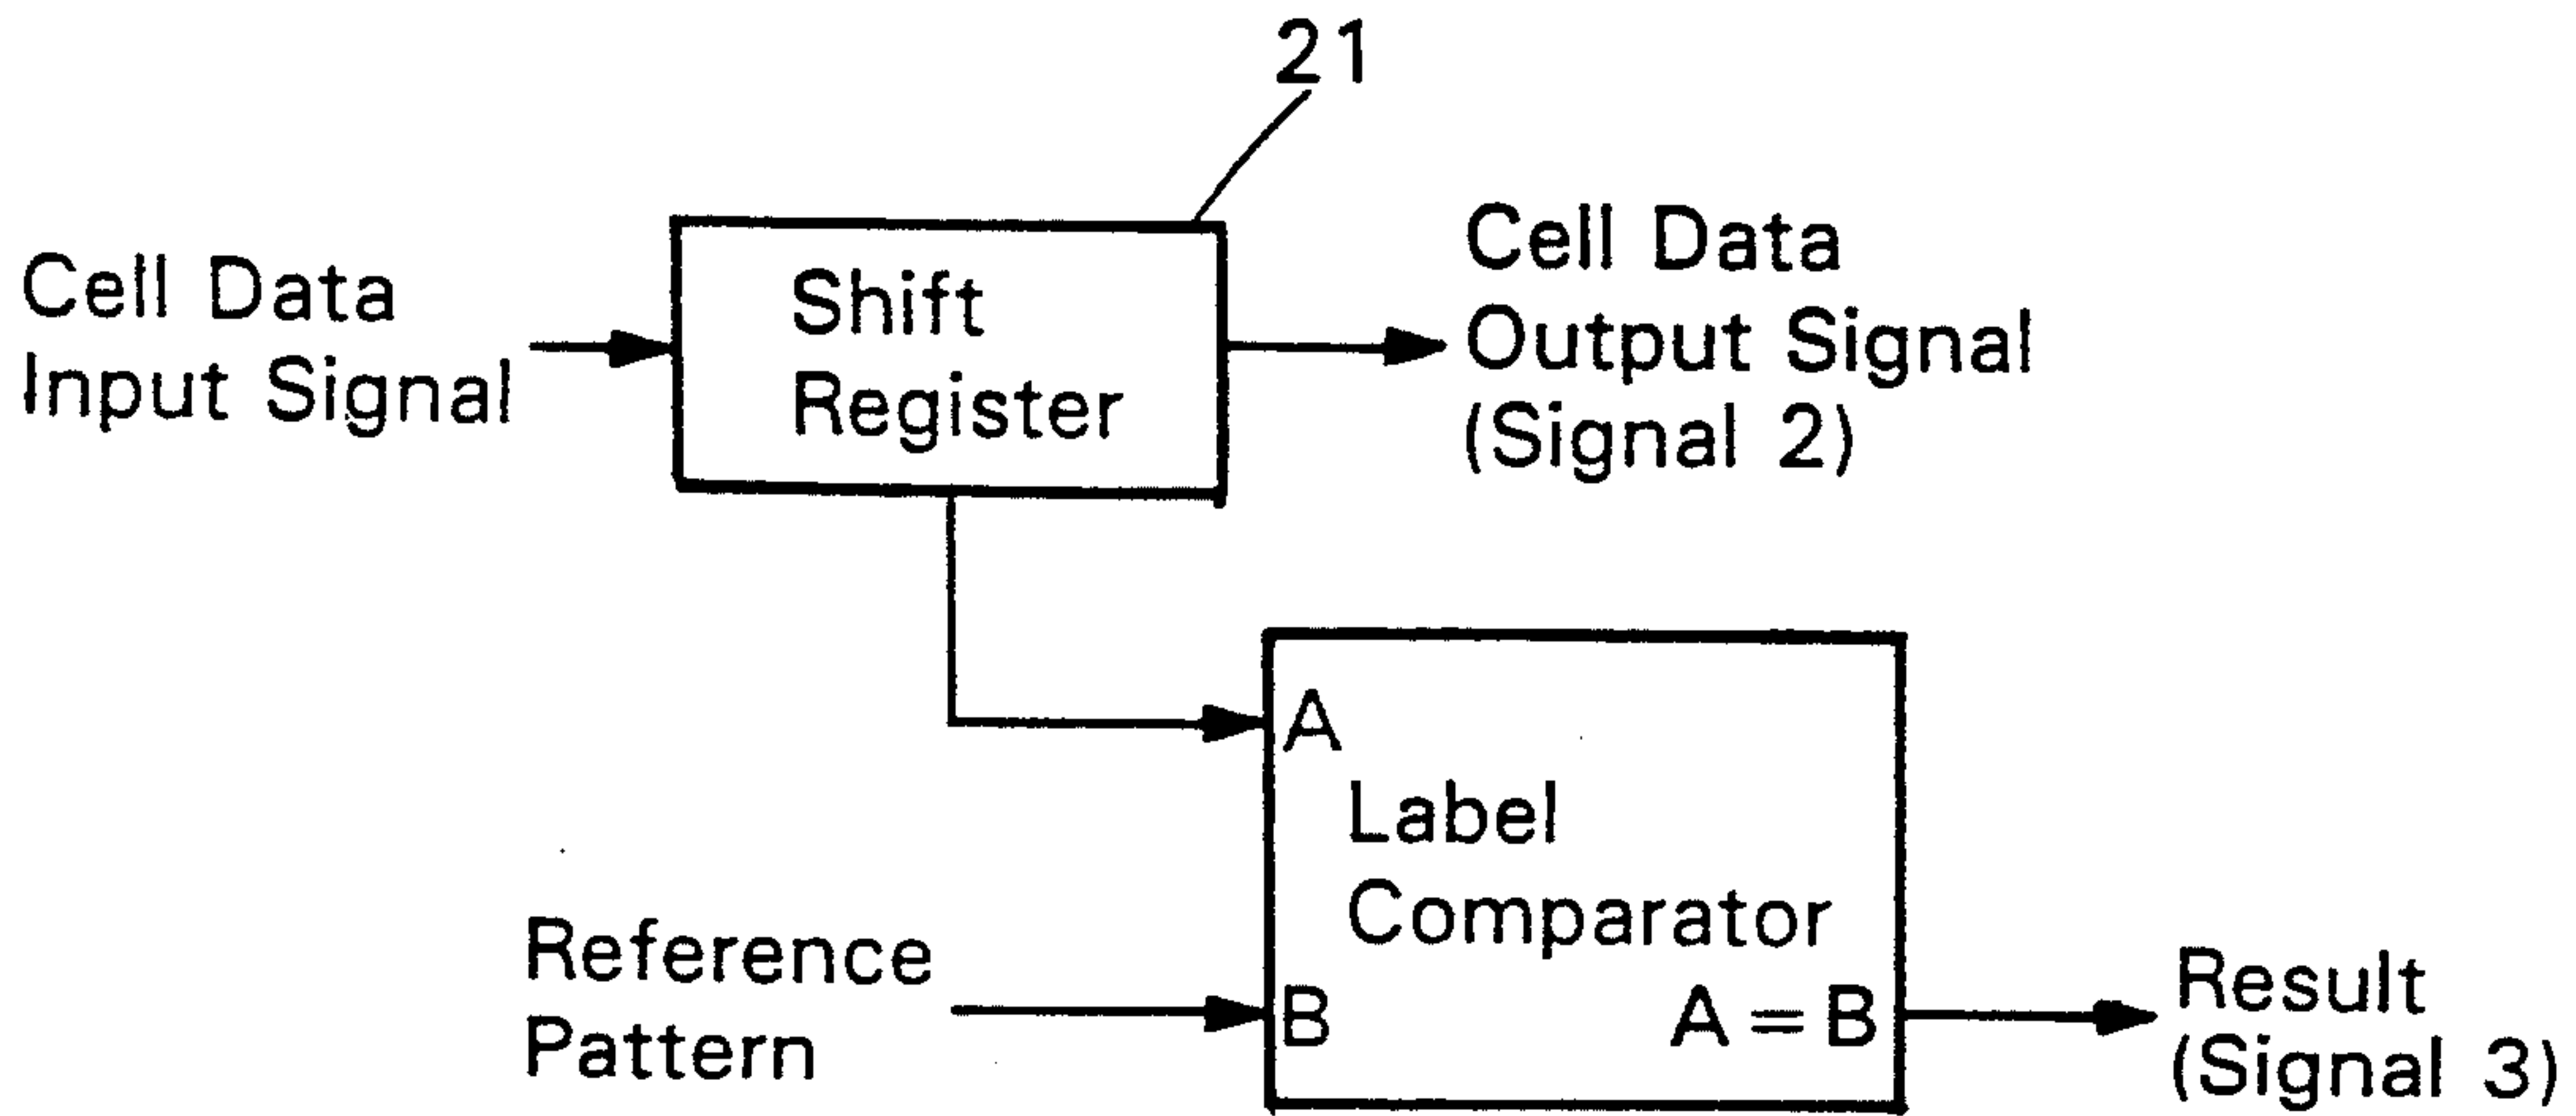 21
Cell Data
Input Signal
Shift
Register
Cell Data
Output Signal
(Signal 2)
A
Label
Comparator
Reference
Pattern
B
A = B
Result
(Signal 3)